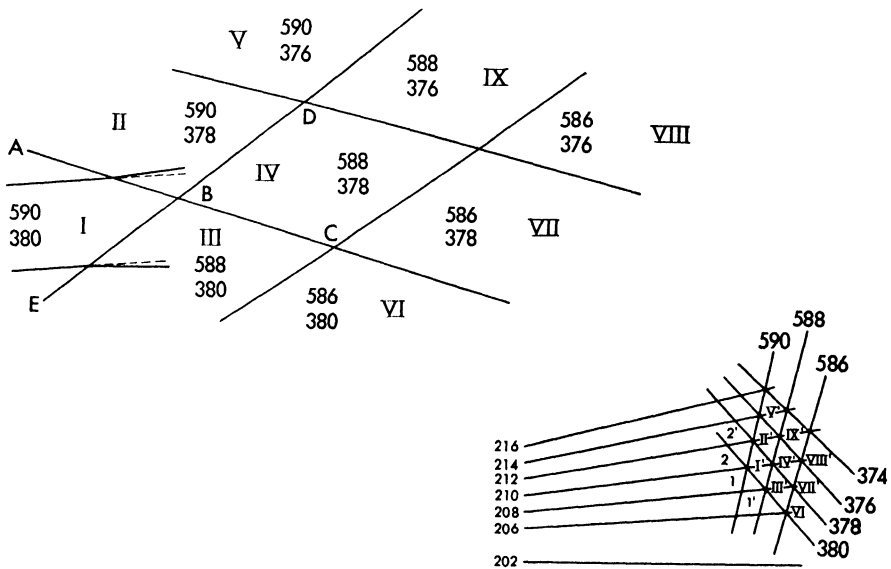 V
590
376
588
376
IX
II
590
378
D
586
376
VIII
A
IV
588
378
B
590
380
I
III
588
380
C
586
378
VII
E
586
380
VI
588
590
586
216
214
212
210
208
206
202
2'
2
1
1'
V'
II'
IX'
I'
IV'
VIII'
III'
VII'
VI
374
376
378
380